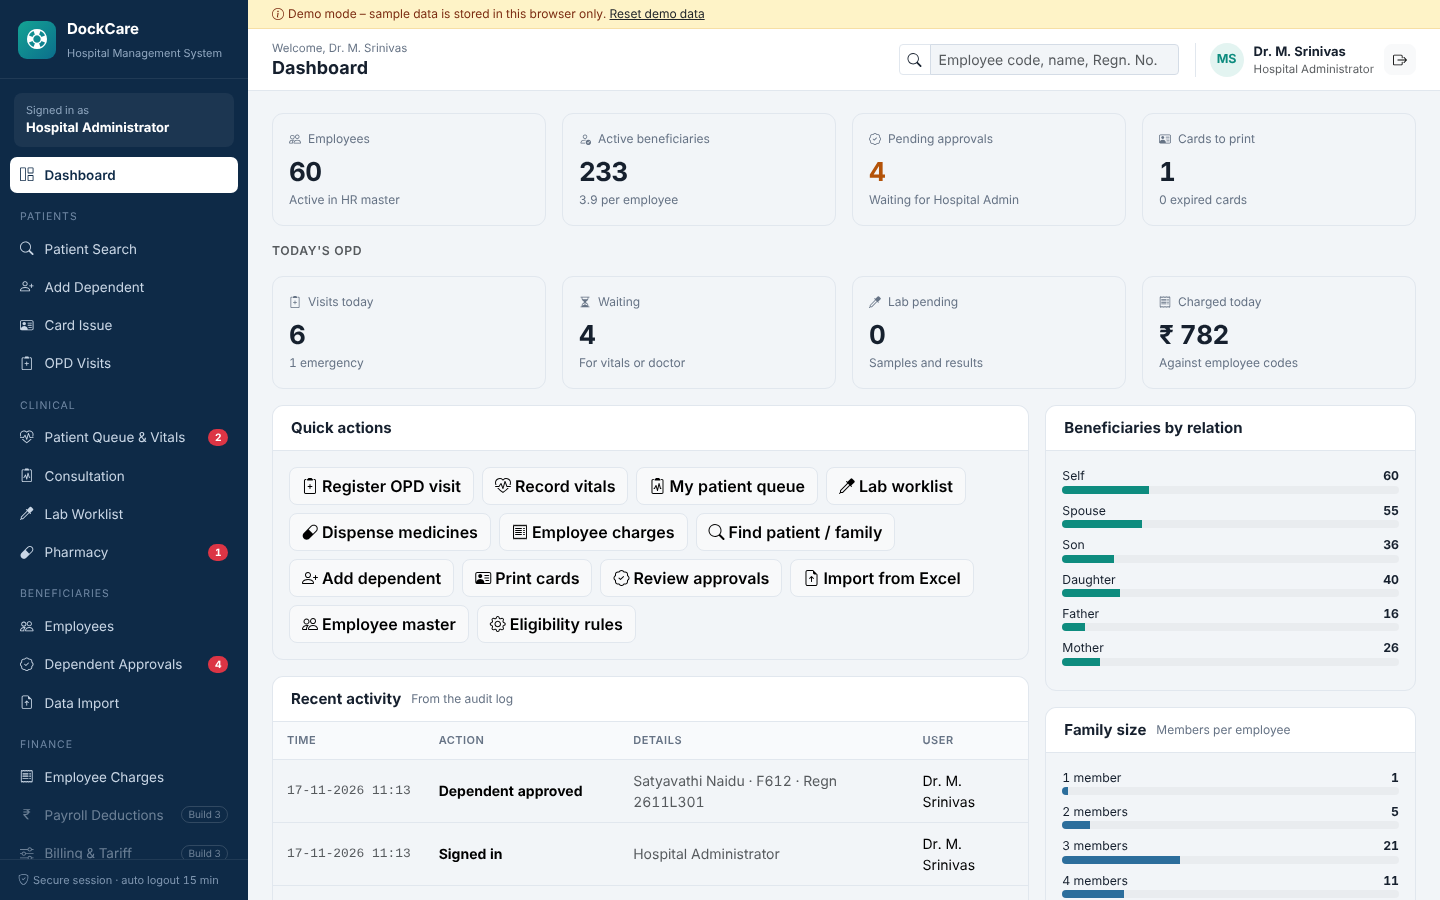 DockCare
Hospital Management System
Signed in as
Hospital Administrator
Dashboard
PATIENTS
Patient Search
Add Dependent
Card Issue
OPD Visits
CLINICAL
Patient Queue & Vitals 2
Consultation
Lab Worklist
Pharmacy 1
BENEFICIARIES
Employees
Dependent Approvals 4
Data Import
FINANCE
Employee Charges
₹ Payroll Deductions Build 3
Billing & Tariff Build 3
Secure session · auto logout 15 min
Demo mode – sample data is stored in this browser only. Reset demo data
Welcome, Dr. M. Srinivas
Dashboard
Employee code, name, Regn. No.
MS
Dr. M. Srinivas
Hospital Administrator
Employees
60
Active in HR master
Active beneficiaries
233
3.9 per employee
Pending approvals
4
Waiting for Hospital Admin
Cards to print
1
0 expired cards
TODAY'S OPD
Visits today
6
1 emergency
Waiting
4
For vitals or doctor
Lab pending
0
Samples and results
Charged today
₹ 782
Against employee codes
Quick actions
Register OPD visit Record vitals My patient queue Lab worklist
Dispense medicines Employee charges Find patient / family
Add dependent Print cards Review approvals Import from Excel
Employee master Eligibility rules
Recent activity From the audit log
TIME ACTION DETAILS USER
17-11-2026 11:13 Dependent approved Satyavathi Naidu · F612 · Regn 2611L301 Dr. M. Srinivas
17-11-2026 11:13 Signed in Hospital Administrator Dr. M. Srinivas
Beneficiaries by relation
Self 60
Spouse 55
Son 36
Daughter 40
Father 16
Mother 26
Family size Members per employee
1 member 1
2 members 5
3 members 21
4 members 11